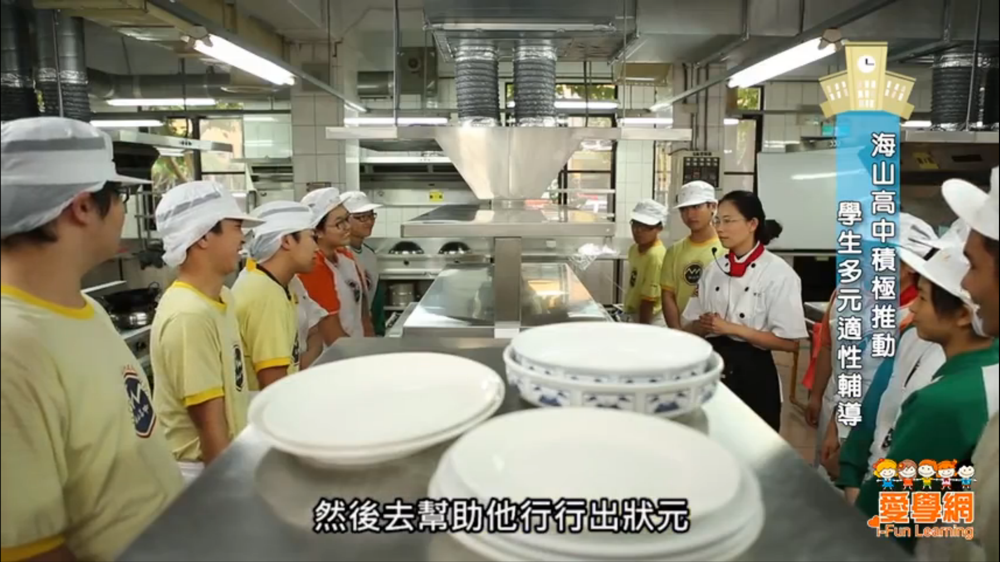 海山高中積極推動
學生多元適性輔導
然後去幫助他行行出狀元
愛學網
i-Fun Learning